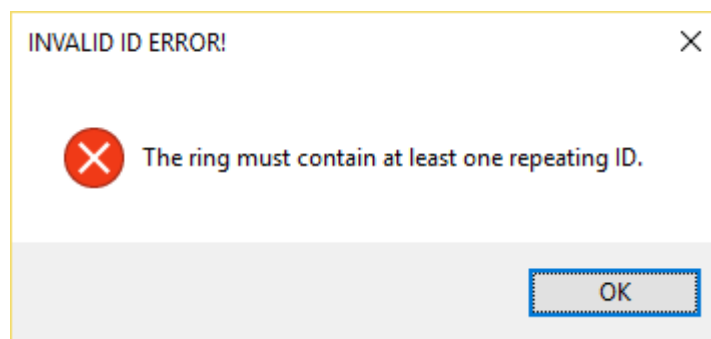 INVALID ID ERROR!
The ring must contain at least one repeating ID.
OK